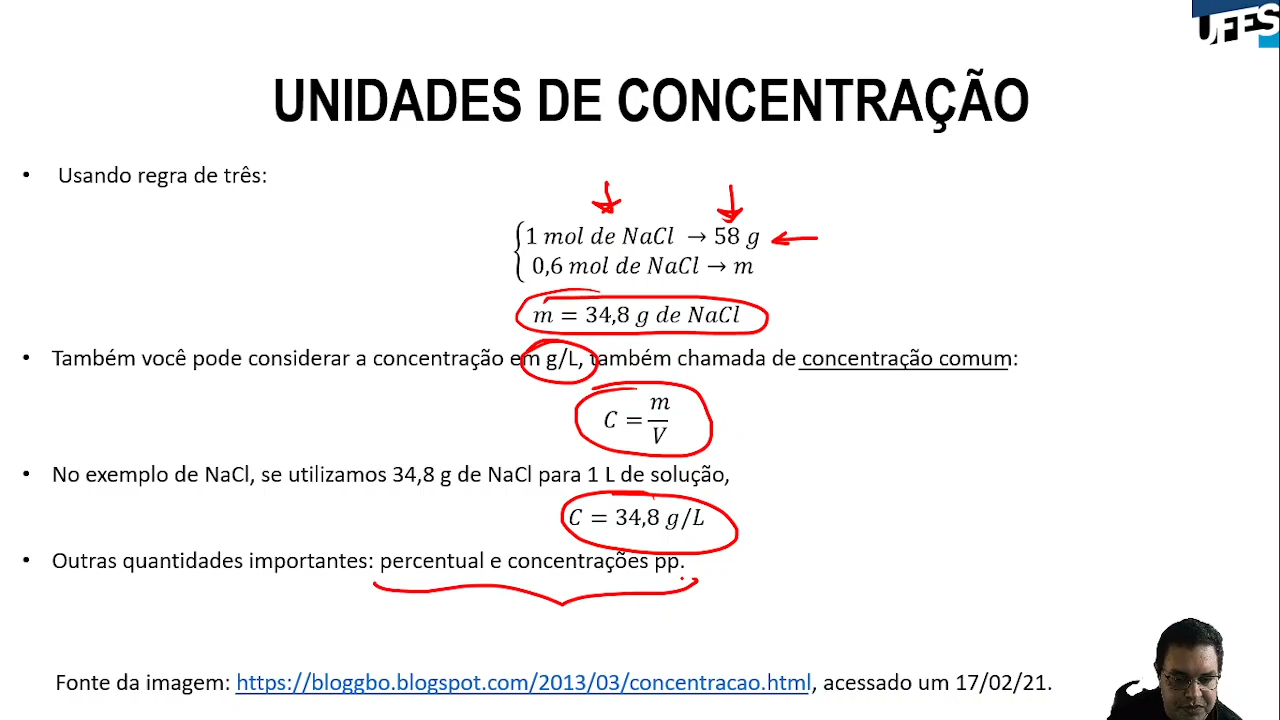 UFES
UNIDADES DE CONCENTRAÇÃO
• Usando regra de três:
1 mol de NaCl → 58 g
0,6 mol de NaCl → m
m = 34,8 g de NaCl
• Também você pode considerar a concentração em g/L, também chamada de concentração comum:
C = m/V
• No exemplo de NaCl, se utilizamos 34,8 g de NaCl para 1 L de solução,
C = 34,8 g/L
• Outras quantidades importantes: percentual e concentrações pp.
Fonte da imagem: https://bloggbo.blogspot.com/2013/03/concentracao.html, acessado um 17/02/21.